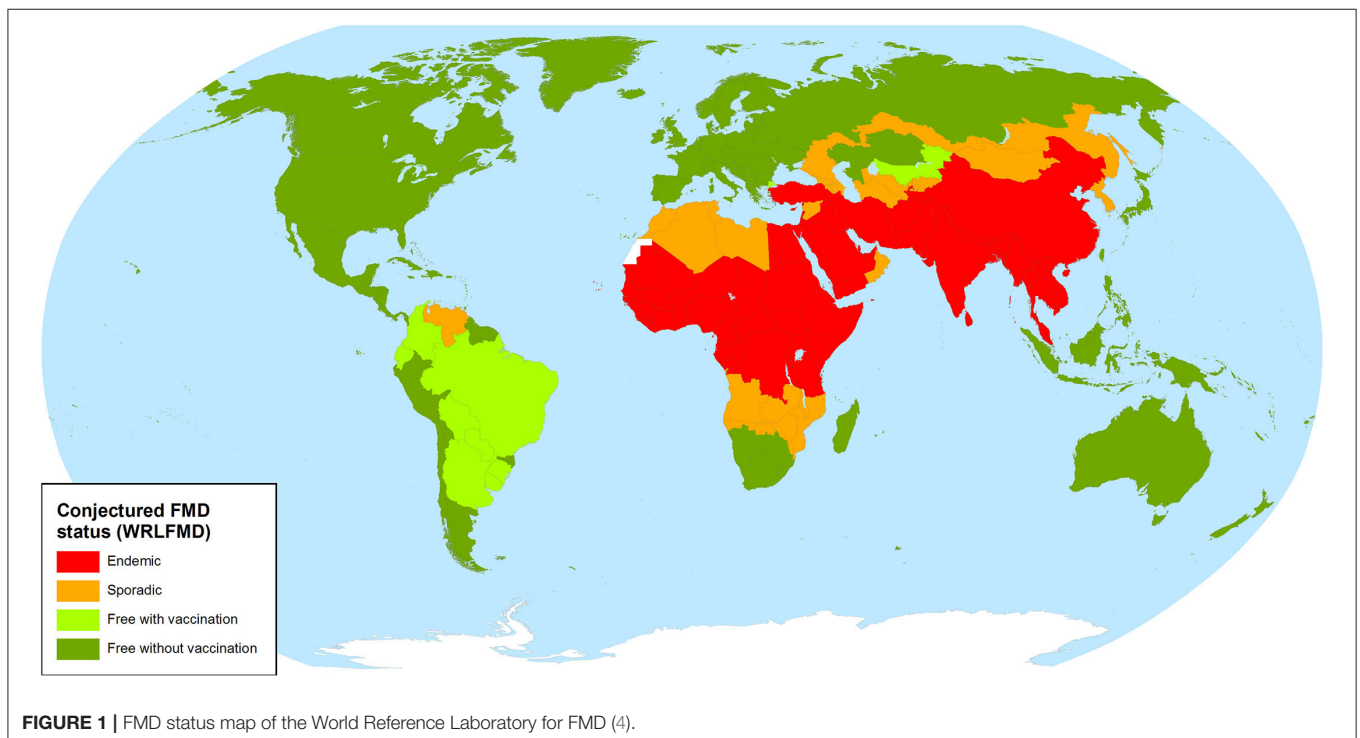 Conjectured FMD
status (WRLFMD)
Endemic
Sporadic
Free with vaccination
Free without vaccination
FIGURE 1 | FMD status map of the World Reference Laboratory for FMD (4).